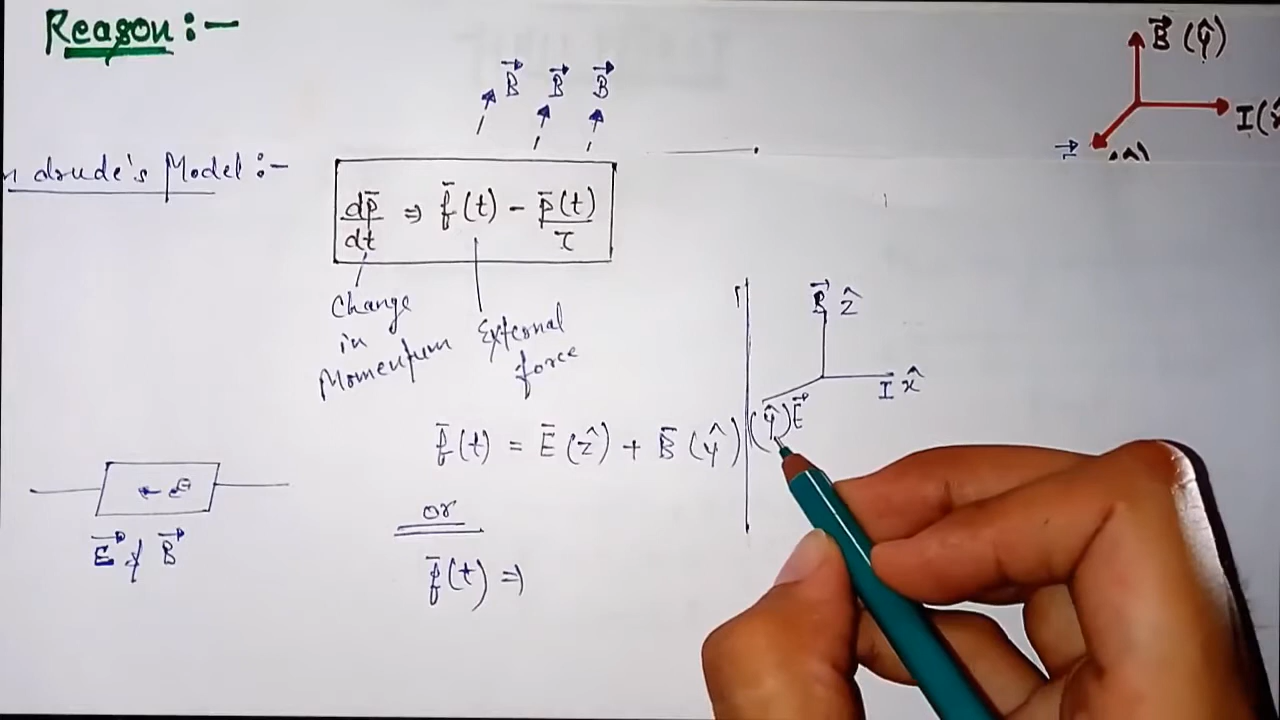 Reason :-
B⃗ (ŷ)
B⃗ B⃗ B⃗
I(x̂
n drude's Model :-
dp̄/dt ⇒ f̄(t) - p̄(t)/τ
Change
in
Momentum
External
force
B⃗ ẑ
I x̂
(ŷ) E⃗
f̄(t) = Ē(ẑ) + B̄(ŷ)
← e⊖
E⃗ & B⃗
or
f̄(t) ⇒